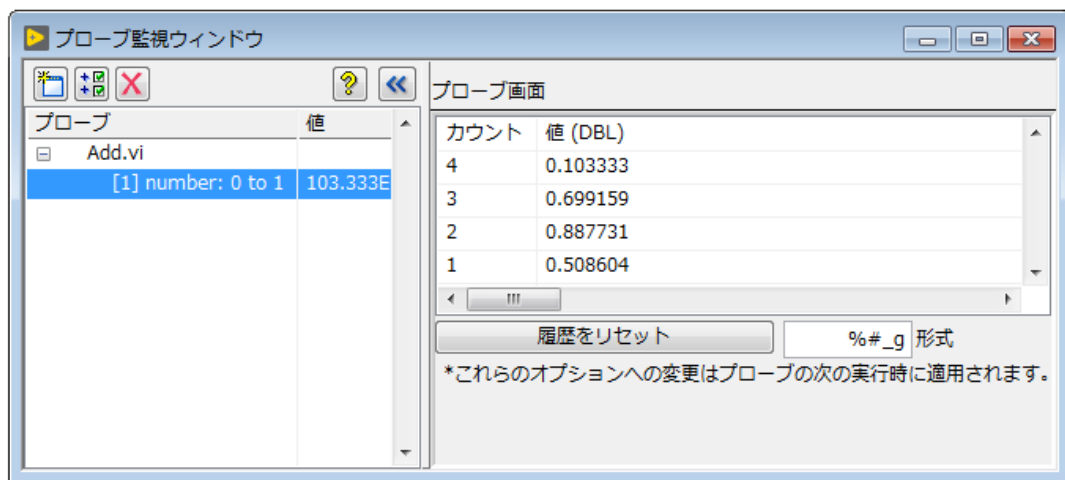 プローブ監視ウィンドウ
プローブ 値
Add.vi
[1] number: 0 to 1 103.333E
プローブ画面
カウント 値 (DBL)
4 0.103333
3 0.699159
2 0.887731
1 0.508604
履歴をリセット %#_g 形式
*これらのオプションへの変更はプローブの次の実行時に適用されます。